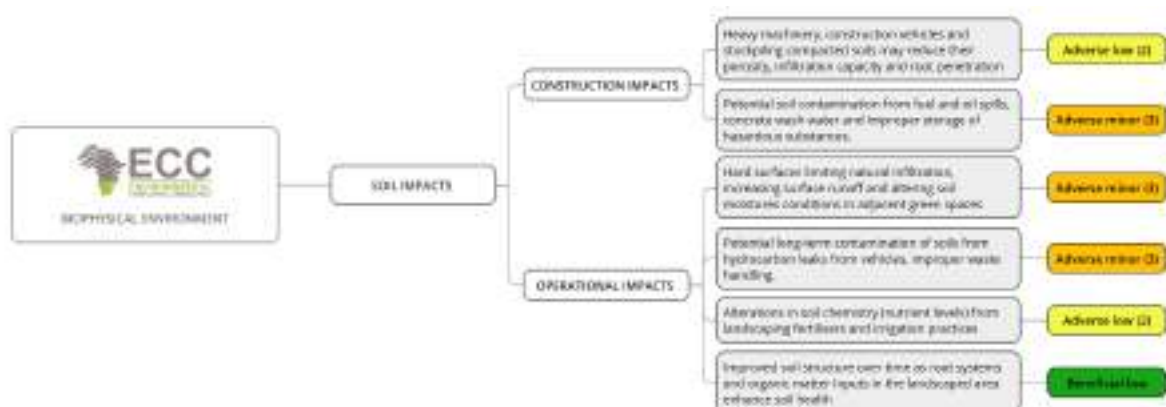 ECC
BIOPHYSICAL ENVIRONMENT
SOIL IMPACTS
CONSTRUCTION IMPACTS
Heavy machinery, construction vehicles and
stockpiling compacted soils may reduce their
porosity, infiltration capacity and root penetration
Adverse low (2)
Potential soil contamination from fuel and oil spills,
concrete wash water and improper storage of
hazardous substances.
Adverse minor (3)
OPERATIONAL IMPACTS
Hard surfaces limiting natural infiltration,
increasing surface runoff and altering soil
moistures conditions in adjacent green spaces
Adverse minor
Potential long-term contamination of soils from
hydrocarbon leaks from vehicles, improper waste
handling.
Adverse minor (3)
Alterations in soil chemistry (nutrient levels) from
landscaping fertilisers and irrigation practices
Adverse low (2)
Improved soil structure over time as root systems
and organic matter inputs in the landscaped area
enhance soil health
Beneficial low